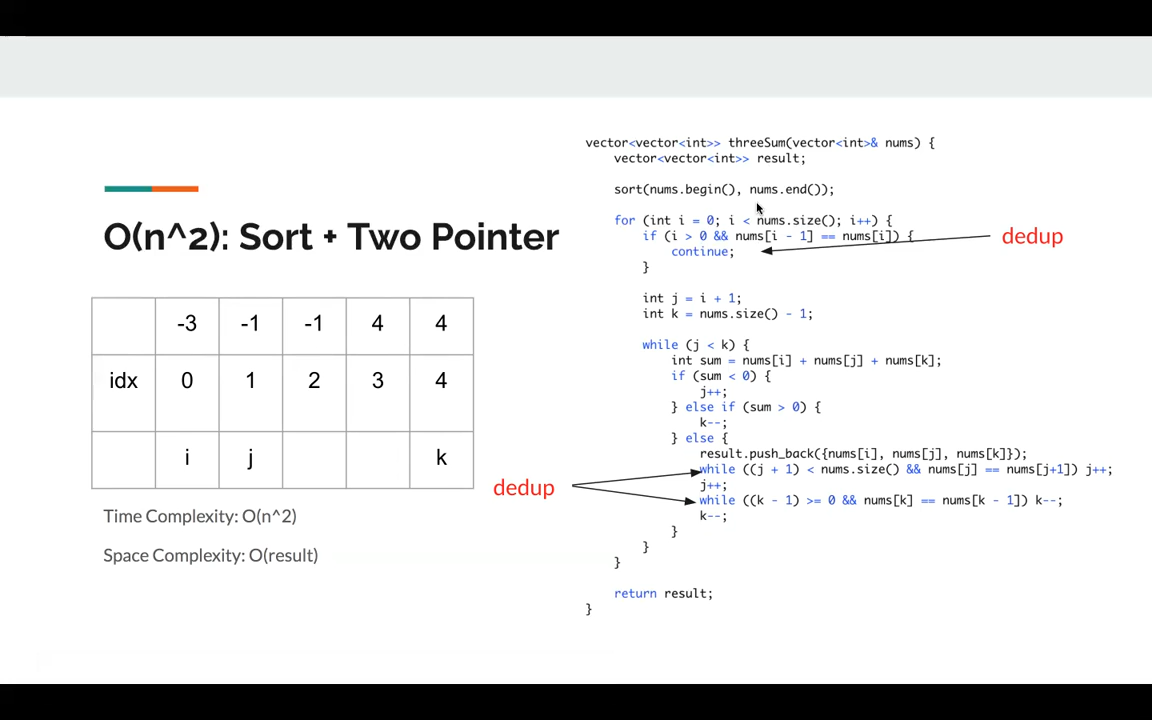 O(n^2): Sort + Two Pointer
-3 -1 -1 4 4
idx 0 1 2 3 4
i j k
Time Complexity: O(n^2)
Space Complexity: O(result)
vector<vector<int>> threeSum(vector<int>& nums) {
vector<vector<int>> result;
sort(nums.begin(), nums.end());
for (int i = 0; i < nums.size(); i++) {
if (i > 0 && nums[i - 1] == nums[i]) {
continue;
}
int j = i + 1;
int k = nums.size() - 1;
while (j < k) {
int sum = nums[i] + nums[j] + nums[k];
if (sum < 0) {
j++;
} else if (sum > 0) {
k--;
} else {
result.push_back({nums[i], nums[j], nums[k]});
while ((j + 1) < nums.size() && nums[j] == nums[j+1]) j++;
j++;
while ((k - 1) >= 0 && nums[k] == nums[k - 1]) k--;
k--;
}
}
}
return result;
}
dedup
dedup